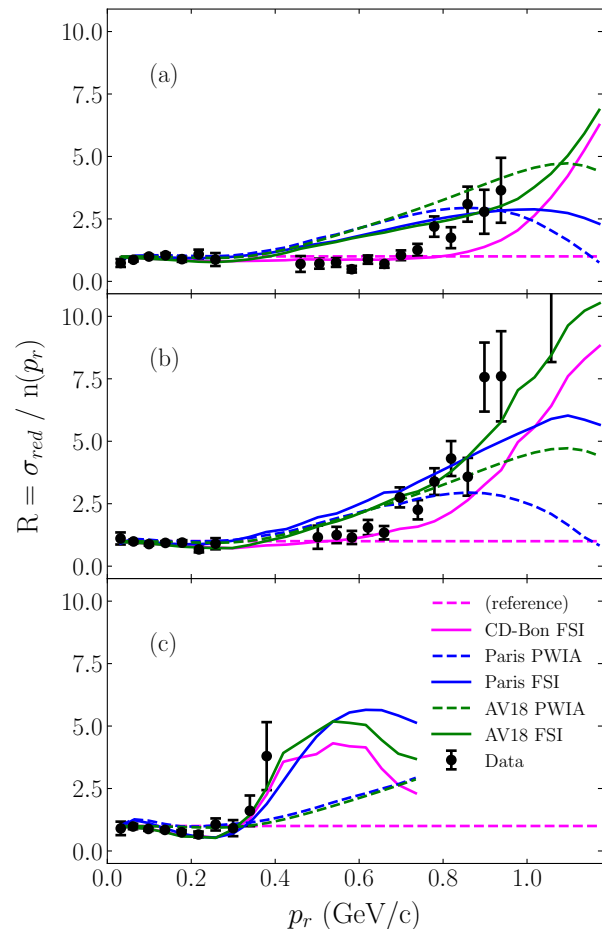 10.0
7.5
5.0
2.5
0.0
(a)
10.0
7.5
5.0
2.5
0.0
(b)
R = σ_red / n(p_r)
10.0
7.5
5.0
2.5
0.0
(c)
(reference)
CD-Bon FSI
Paris PWIA
Paris FSI
AV18 PWIA
AV18 FSI
Data
0.0 0.2 0.4 0.6 0.8 1.0
p_r (GeV/c)